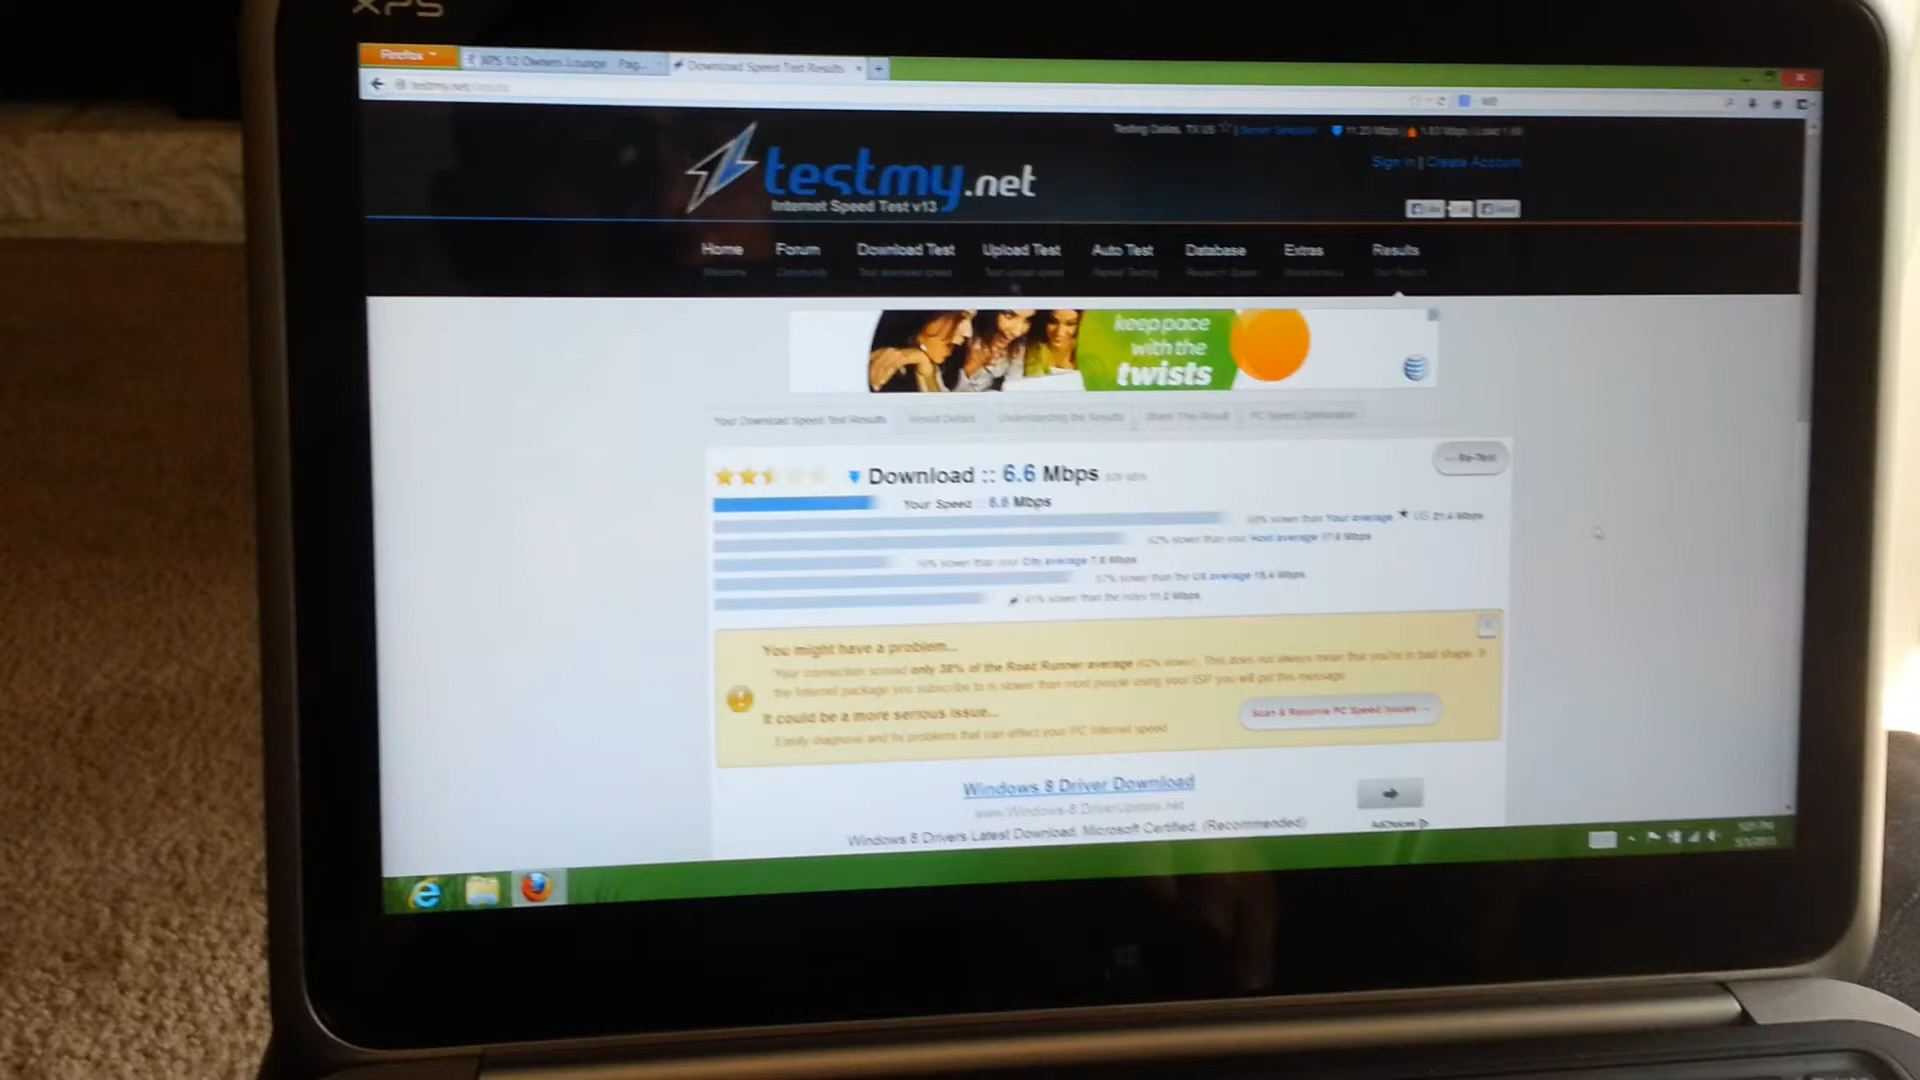 XPS
Firefox
XPS 12 Owners Lounge - Pag...
Download Speed Test Results
testmy.net/results
Testing Dallas, TX US | Server Selection 11.20 Mbps
Sign In | Create Account
testmy.net
Internet Speed Test v13
Home Forum Download Test Upload Test Auto Test Database Extras Results
Welcome Community Test download speed Test upload speed Repeat Testing
keep pace
with the
twists
Your Download Speed Test Results Result Details Understanding the Results Share This Result PC Speed Optimization
Download :: 6.6 Mbps
Re-Test
Your Speed :: 6.6 Mbps
slower than Your average US 21.4 Mbps
62% slower than your Host average 17.6 Mbps
slower than your City average 7.8 Mbps
57% slower than the US average 15.4 Mbps
41% slower than the index 11.2 Mbps
You might have a problem...
Your connection scored only 38% of the Road Runner average (62% slower). This does not always mean that you're in bad shape. If
the Internet package you subscribe to is slower than most people using your ISP you will get this message
It could be a more serious issue...
Scan & Resolve PC Speed Issues
Easily diagnose and fix problems that can effect your PC Internet speed
Windows 8 Driver Download
www.Windows-8.DriverUpdate.net
Windows 8 Drivers Latest Download. Microsoft Certified. (Recommended)
AdChoices